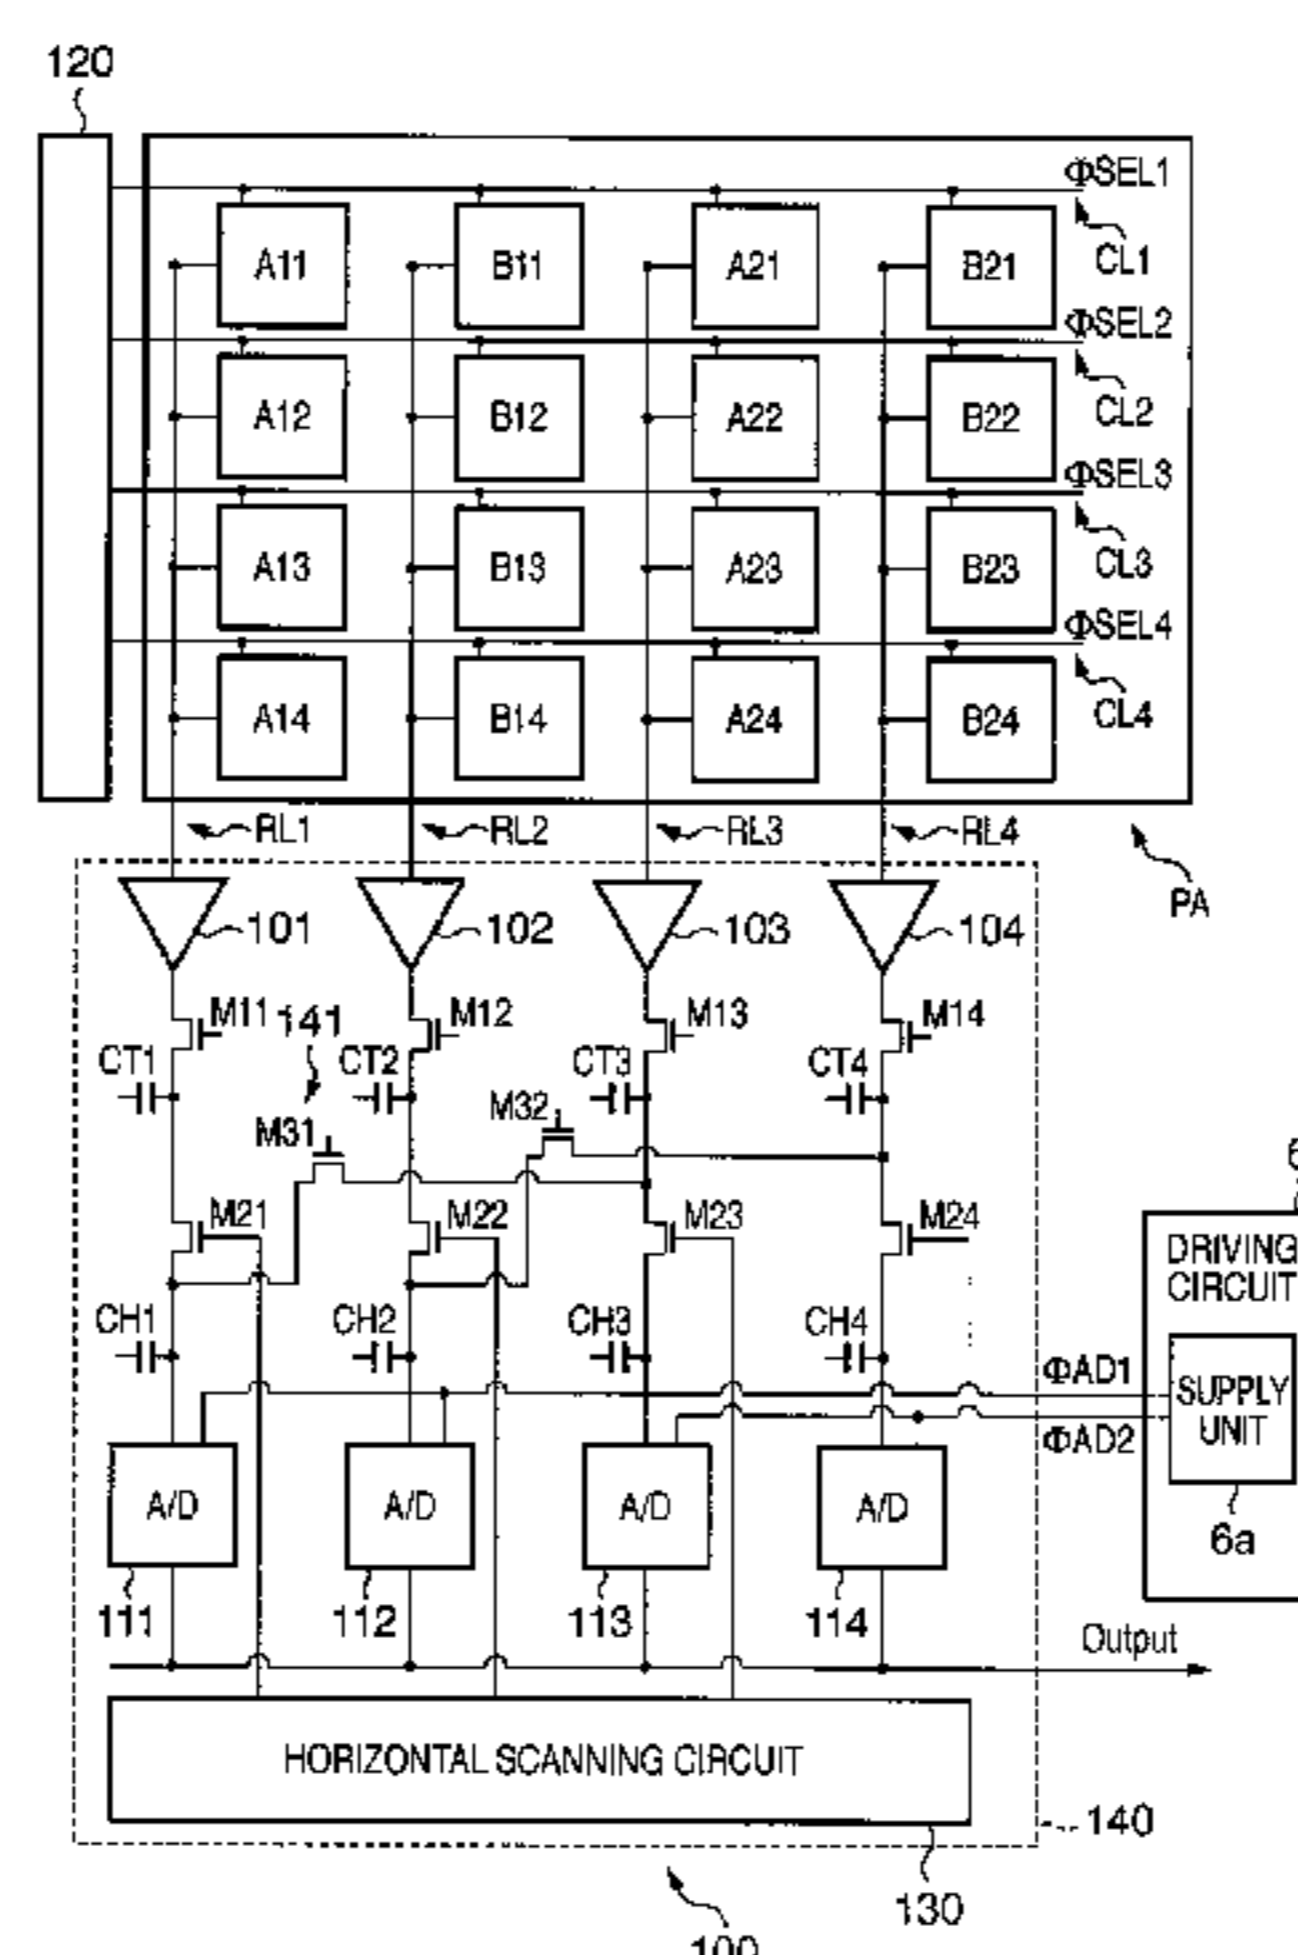 120
ΦSEL1
A11 B11 A21 B21
CL1
ΦSEL2
A12 B12 A22 B22
CL2
ΦSEL3
A13 B13 A23 B23
CL3
ΦSEL4
A14 B14 A24 B24
CL4
RL1 RL2 RL3 RL4
PA
101 102 103 104
M11 141 M12 M13 M14
CT1 CT2 CT3 CT4
M31 M32
M21 M22 M23 M24
DRIVING
CIRCUIT
CH1 CH2 CH3 CH4
ΦAD1
SUPPLY
UNIT
ΦAD2
A/D A/D A/D A/D
6a
111 112 113 114
Output
HORIZONTAL SCANNING CIRCUIT
140
130
100